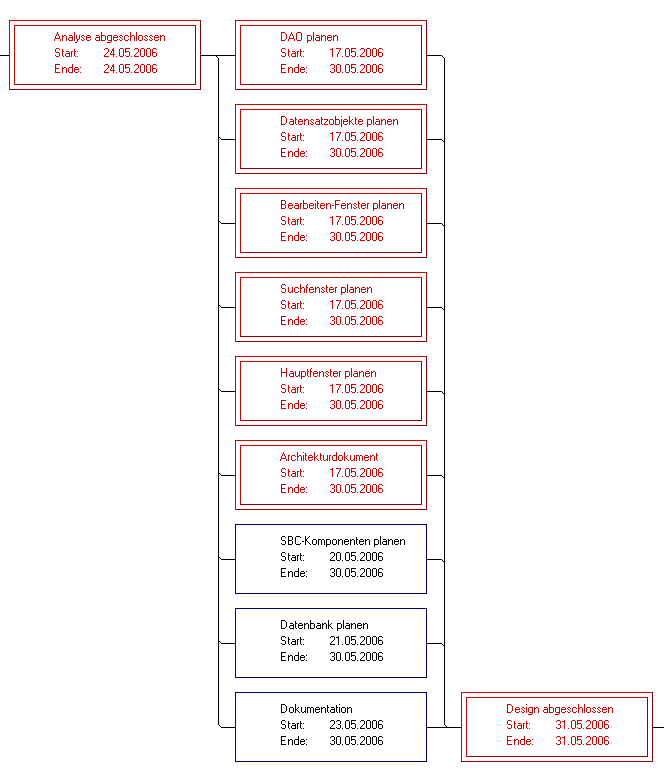 Analyse abgeschlossen
Start: 24.05.2006
Ende: 24.05.2006
DAO planen
Start: 17.05.2006
Ende: 30.05.2006
Datensatzobjekte planen
Start: 17.05.2006
Ende: 30.05.2006
Bearbeiten-Fenster planen
Start: 17.05.2006
Ende: 30.05.2006
Suchfenster planen
Start: 17.05.2006
Ende: 30.05.2006
Hauptfenster planen
Start: 17.05.2006
Ende: 30.05.2006
Architekturdokument
Start: 17.05.2006
Ende: 30.05.2006
SBC-Komponenten planen
Start: 20.05.2006
Ende: 30.05.2006
Datenbank planen
Start: 21.05.2006
Ende: 30.05.2006
Dokumentation
Start: 23.05.2006
Ende: 30.05.2006
Design abgeschlossen
Start: 31.05.2006
Ende: 31.05.2006